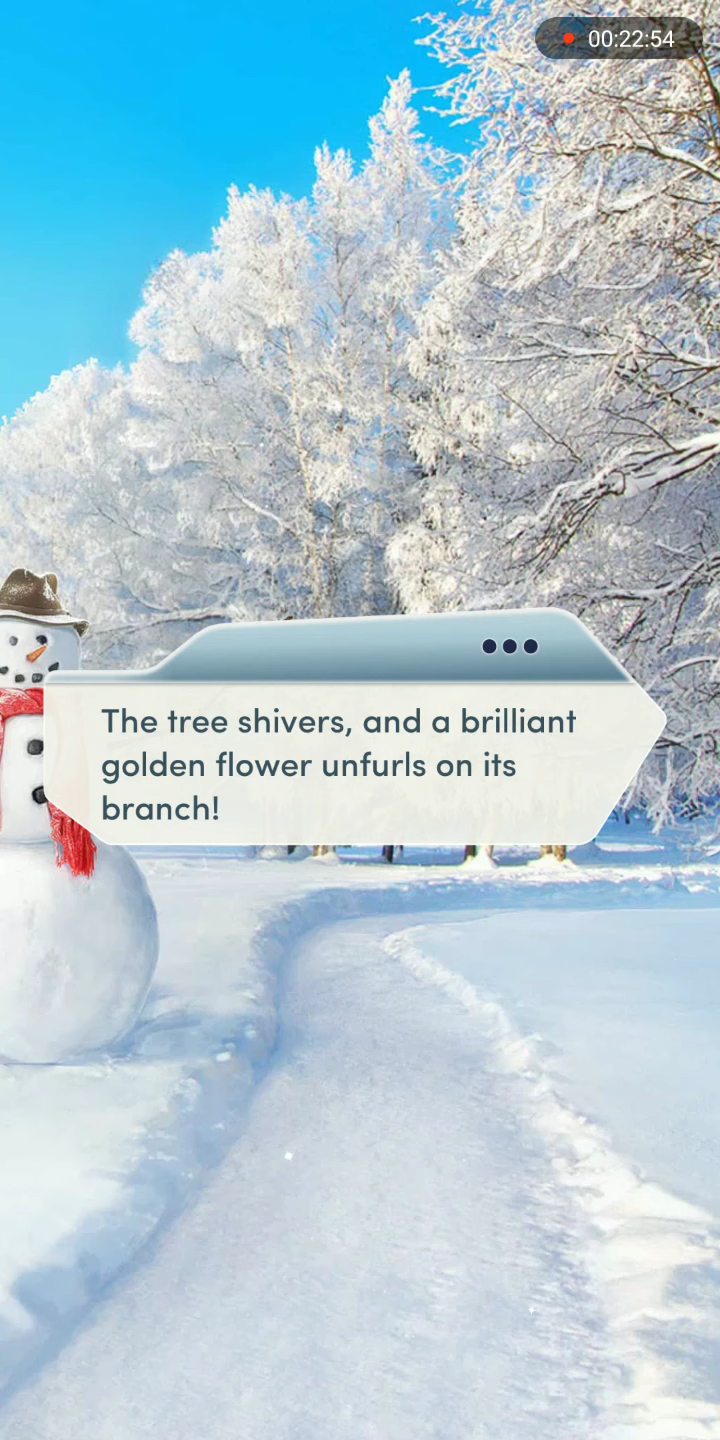 00:22:54
The tree shivers, and a brilliant
golden flower unfurls on its
branch!